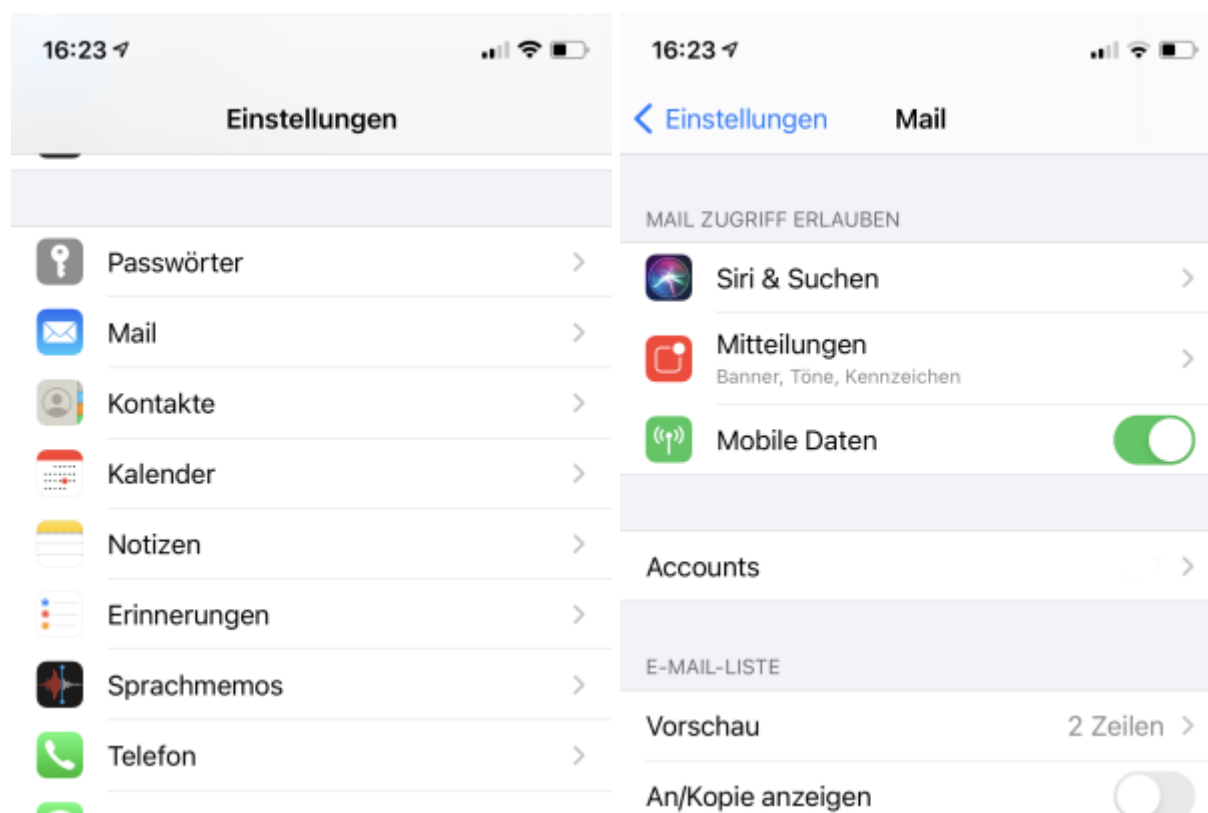 16:23
Einstellungen
Passwörter
Mail
Kontakte
Kalender
Notizen
Erinnerungen
Sprachmemos
Telefon
16:23
Einstellungen
Mail
MAIL ZUGRIFF ERLAUBEN
Siri & Suchen
Mitteilungen
Banner, Töne, Kennzeichen
Mobile Daten
Accounts
E-MAIL-LISTE
Vorschau 2 Zeilen
An/Kopie anzeigen